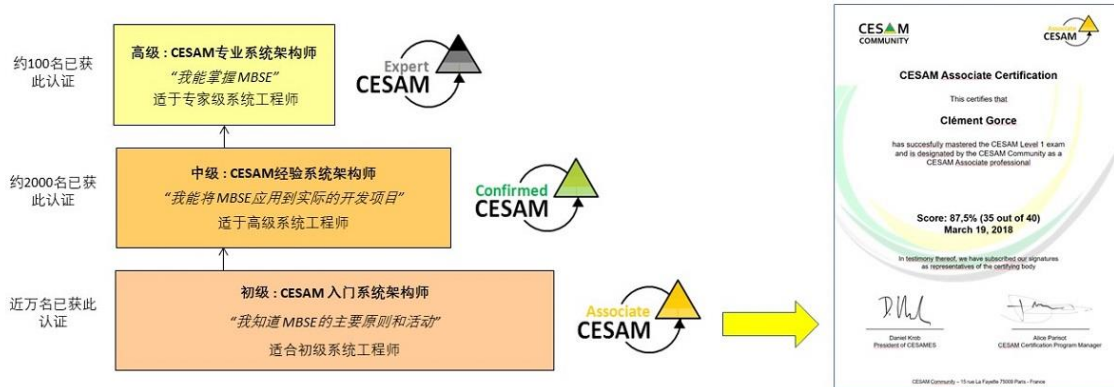 约100名已获
此认证
高级 : CESAM专业系统架构师
“我能掌握MBSE”
适于专家级系统工程师
Expert
CESAM
约2000名已获
此认证
中级 : CESAM经验系统架构师
“我能将MBSE应用到实际的开发项目”
适于高级系统工程师
Confirmed
CESAM
近万名已获此
认证
初级 : CESAM 入门系统架构师
“我知道MBSE的主要原则和活动”
适合初级系统工程师
Associate
CESAM
CESAM
COMMUNITY
Associate
CESAM
CESAM Associate Certification
This certifies that
Clément Gorce
has succesfully mastered the CESAM Level 1 exam
and is designated by the CESAM Community as a
CESAM Associate professional
Score: 87,5% (35 out of 40)
March 19, 2018
In testimony thereof, we have subscribed our signatures
as representatives of the certifying body
Daniel Krob
President of CESAMES
Alice Parisot
CESAM Certification Program Manager
CESAM Community – 15 rue La Fayette 75009 Paris - France